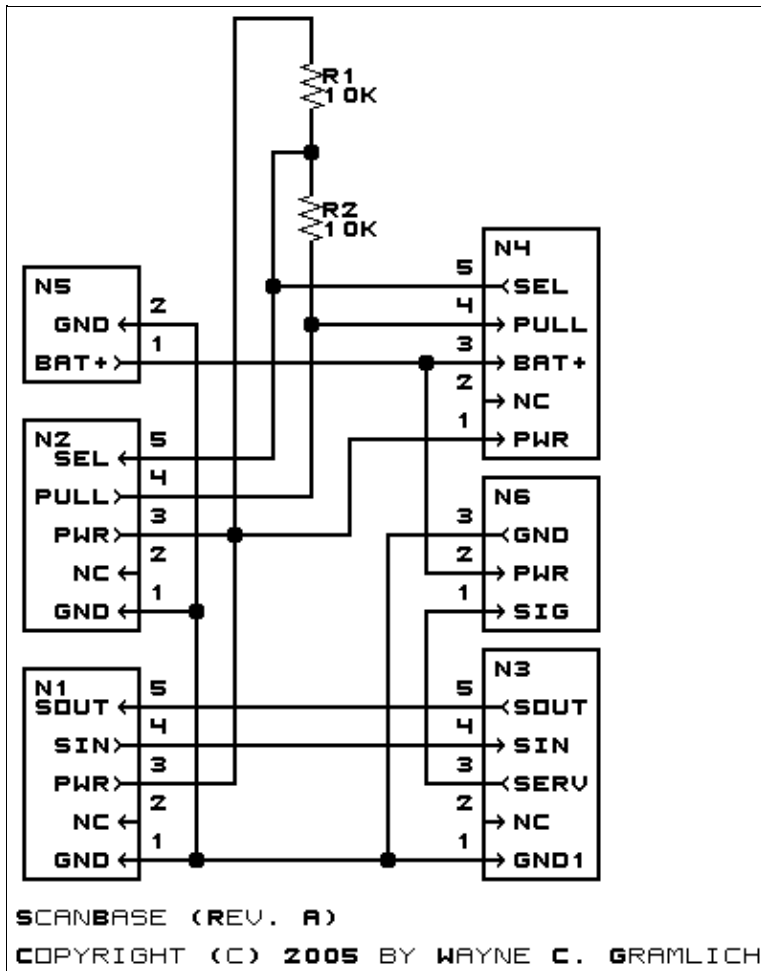 R1
10K
R2
10K
N5
GND 2
BAT+ 1
N4
5 SEL
4 PULL
3 BAT+
2 NC
1 PWR
N2
SEL 5
PULL 4
PWR 3
NC 2
GND 1
N6
3 GND
2 PWR
1 SIG
N1
SOUT 5
SIN 4
PWR 3
NC 2
GND 1
N3
5 SOUT
4 SIN
3 SERV
2 NC
1 GND1
SCANBASE (REV. A)
COPYRIGHT (C) 2005 BY WAYNE C. GRAMLICH